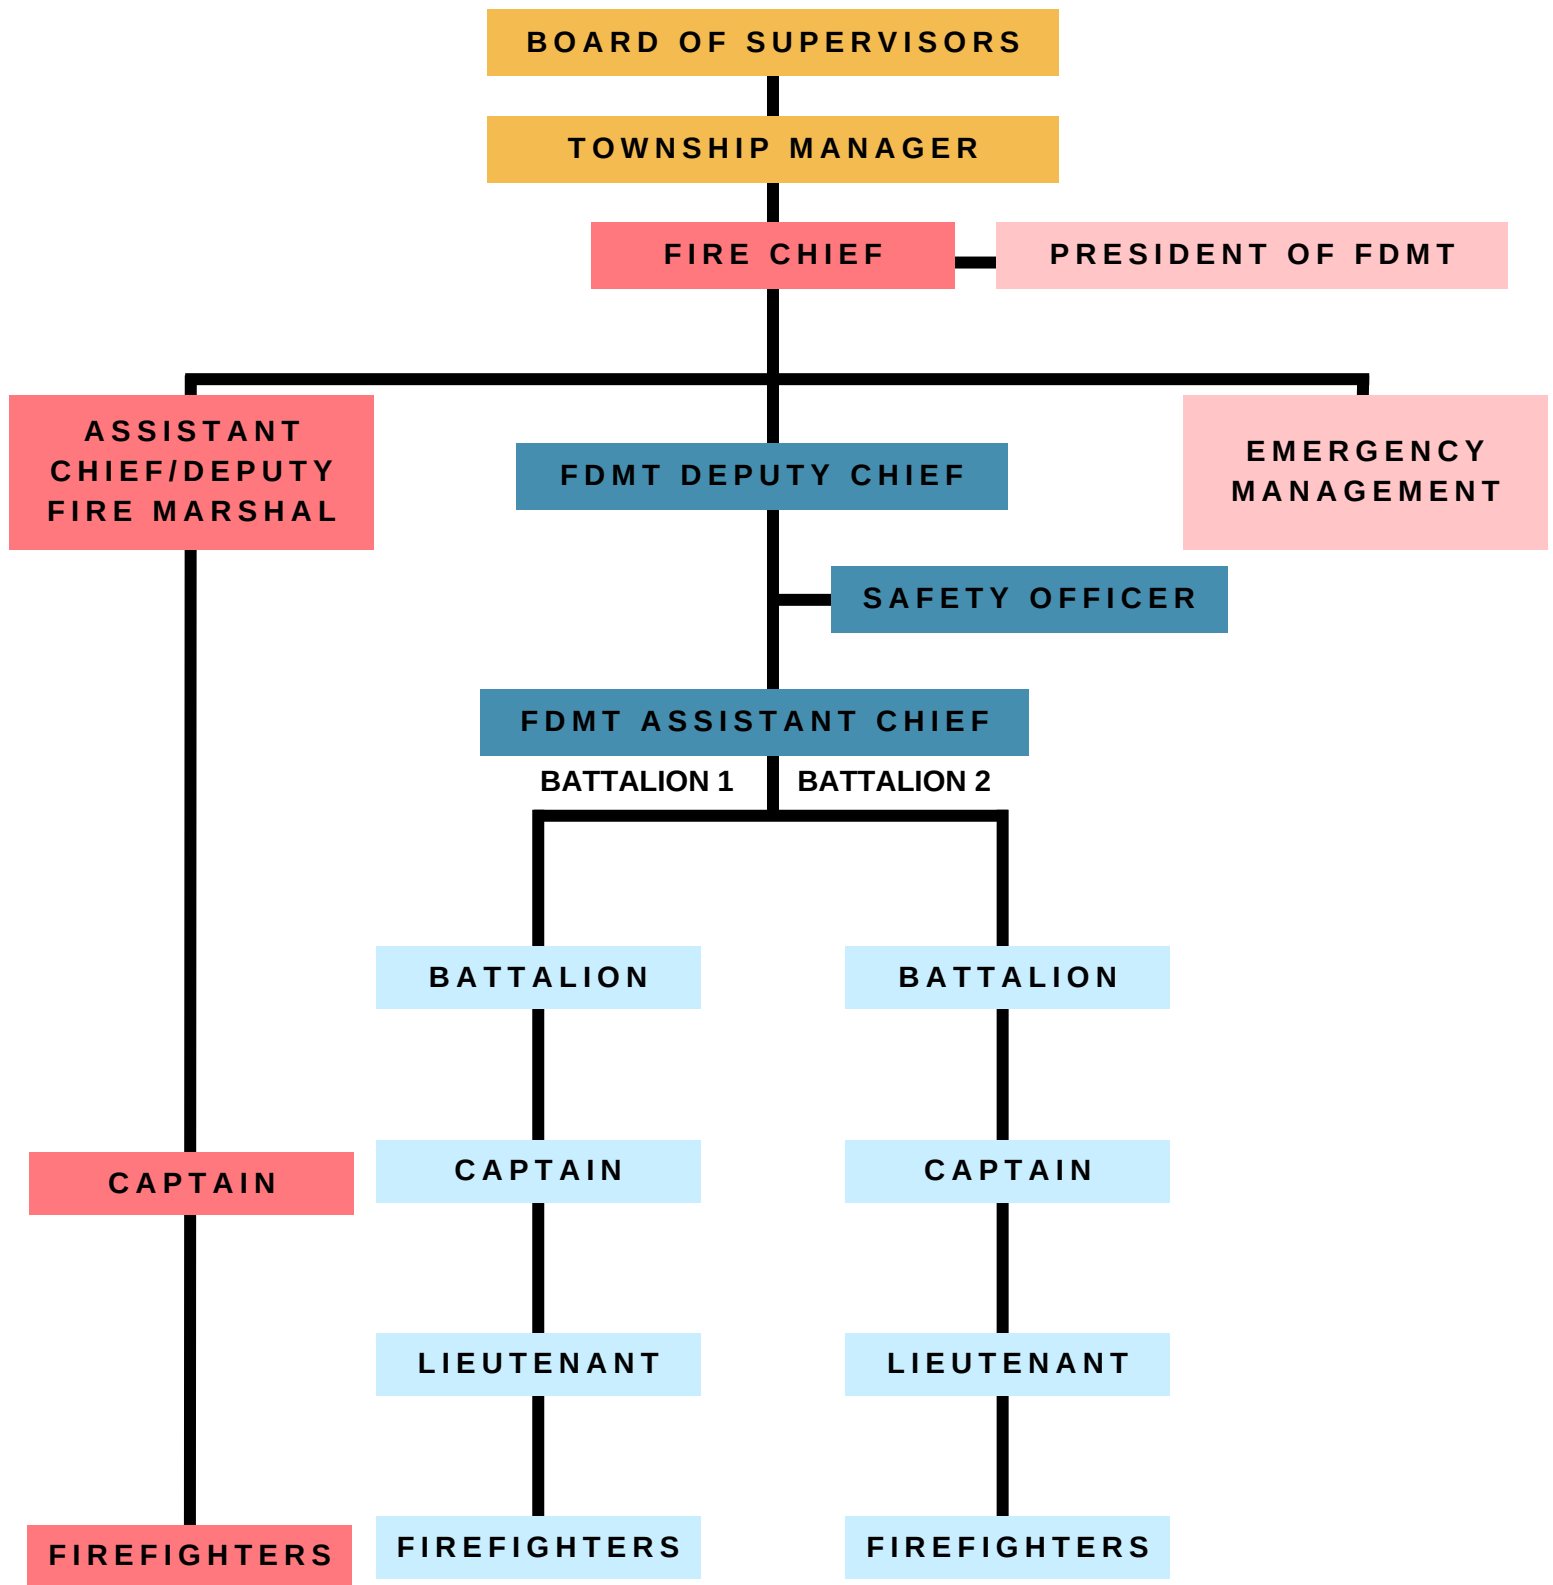 BOARD OF SUPERVISORS
TOWNSHIP MANAGER
FIRE CHIEF
PRESIDENT OF FDMT
ASSISTANT
CHIEF/DEPUTY
FIRE MARSHAL
FDMT DEPUTY CHIEF
EMERGENCY
MANAGEMENT
SAFETY OFFICER
FDMT ASSISTANT CHIEF
BATTALION 1
BATTALION 2
BATTALION
BATTALION
CAPTAIN
CAPTAIN
CAPTAIN
LIEUTENANT
LIEUTENANT
FIREFIGHTERS
FIREFIGHTERS
FIREFIGHTERS